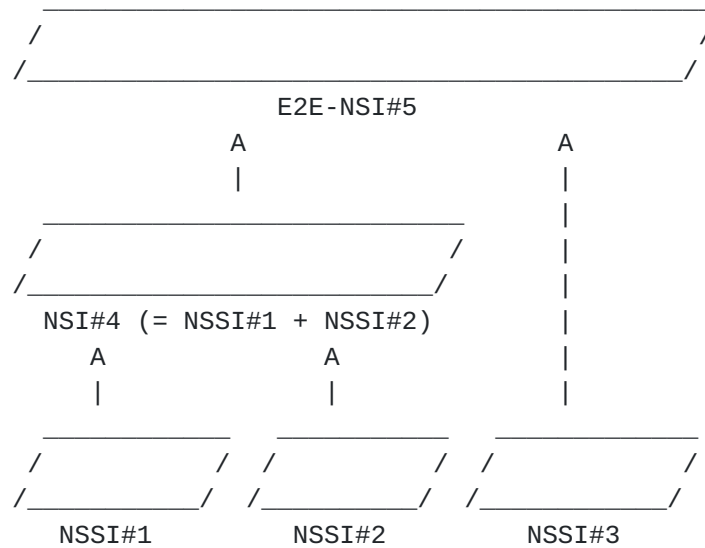 E2E-NSI#5
A A
NSI#4 (= NSSI#1 + NSSI#2)
A A
NSSI#1 NSSI#2 NSSI#3